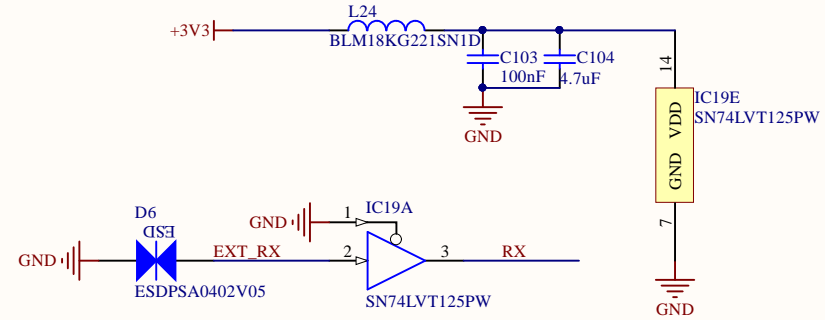 L24
+3V3
BLM18KG221SN1D
C103
C104
100nF
4.7uF
GND
14
IC19E
SN74LVT125PW
VDD
GND
7
GND
D6
ESD
GND
EXT_RX
ESDPSA0402V05
IC19A
GND
1
2
3
RX
SN74LVT125PW